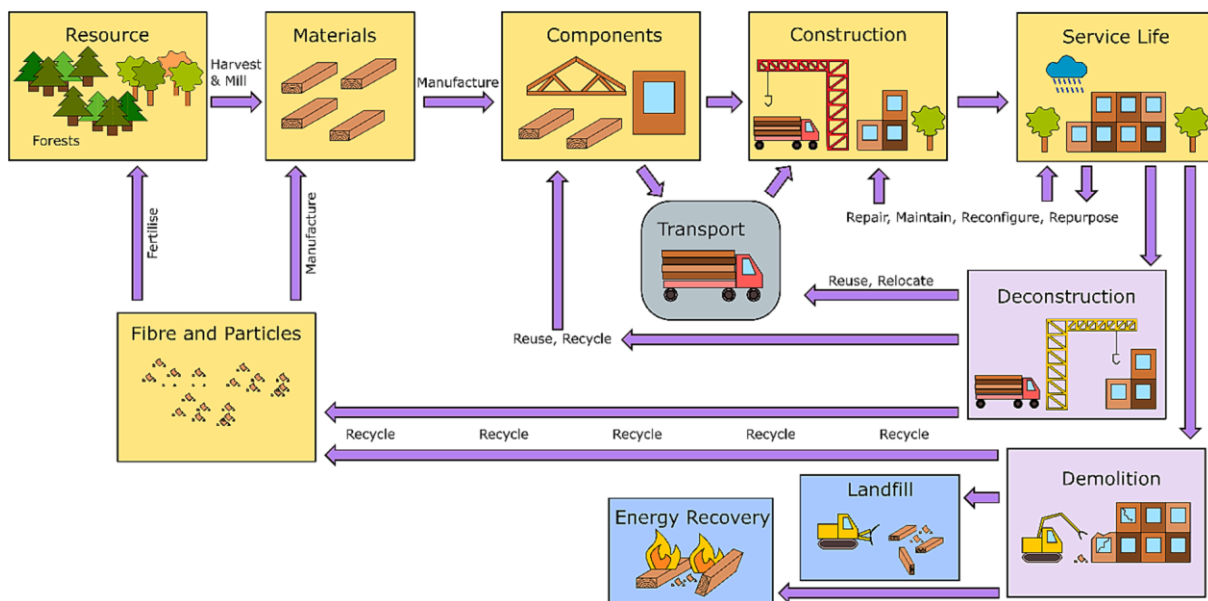 Resource
Forests
Harvest
& Mill
Materials
Manufacture
Components
Construction
Service Life
Fertilise
Manufacture
Transport
Repair, Maintain, Reconfigure, Repurpose
Reuse, Relocate
Deconstruction
Fibre and Particles
Reuse, Recycle
Recycle Recycle Recycle Recycle Recycle
Demolition
Landfill
Energy Recovery